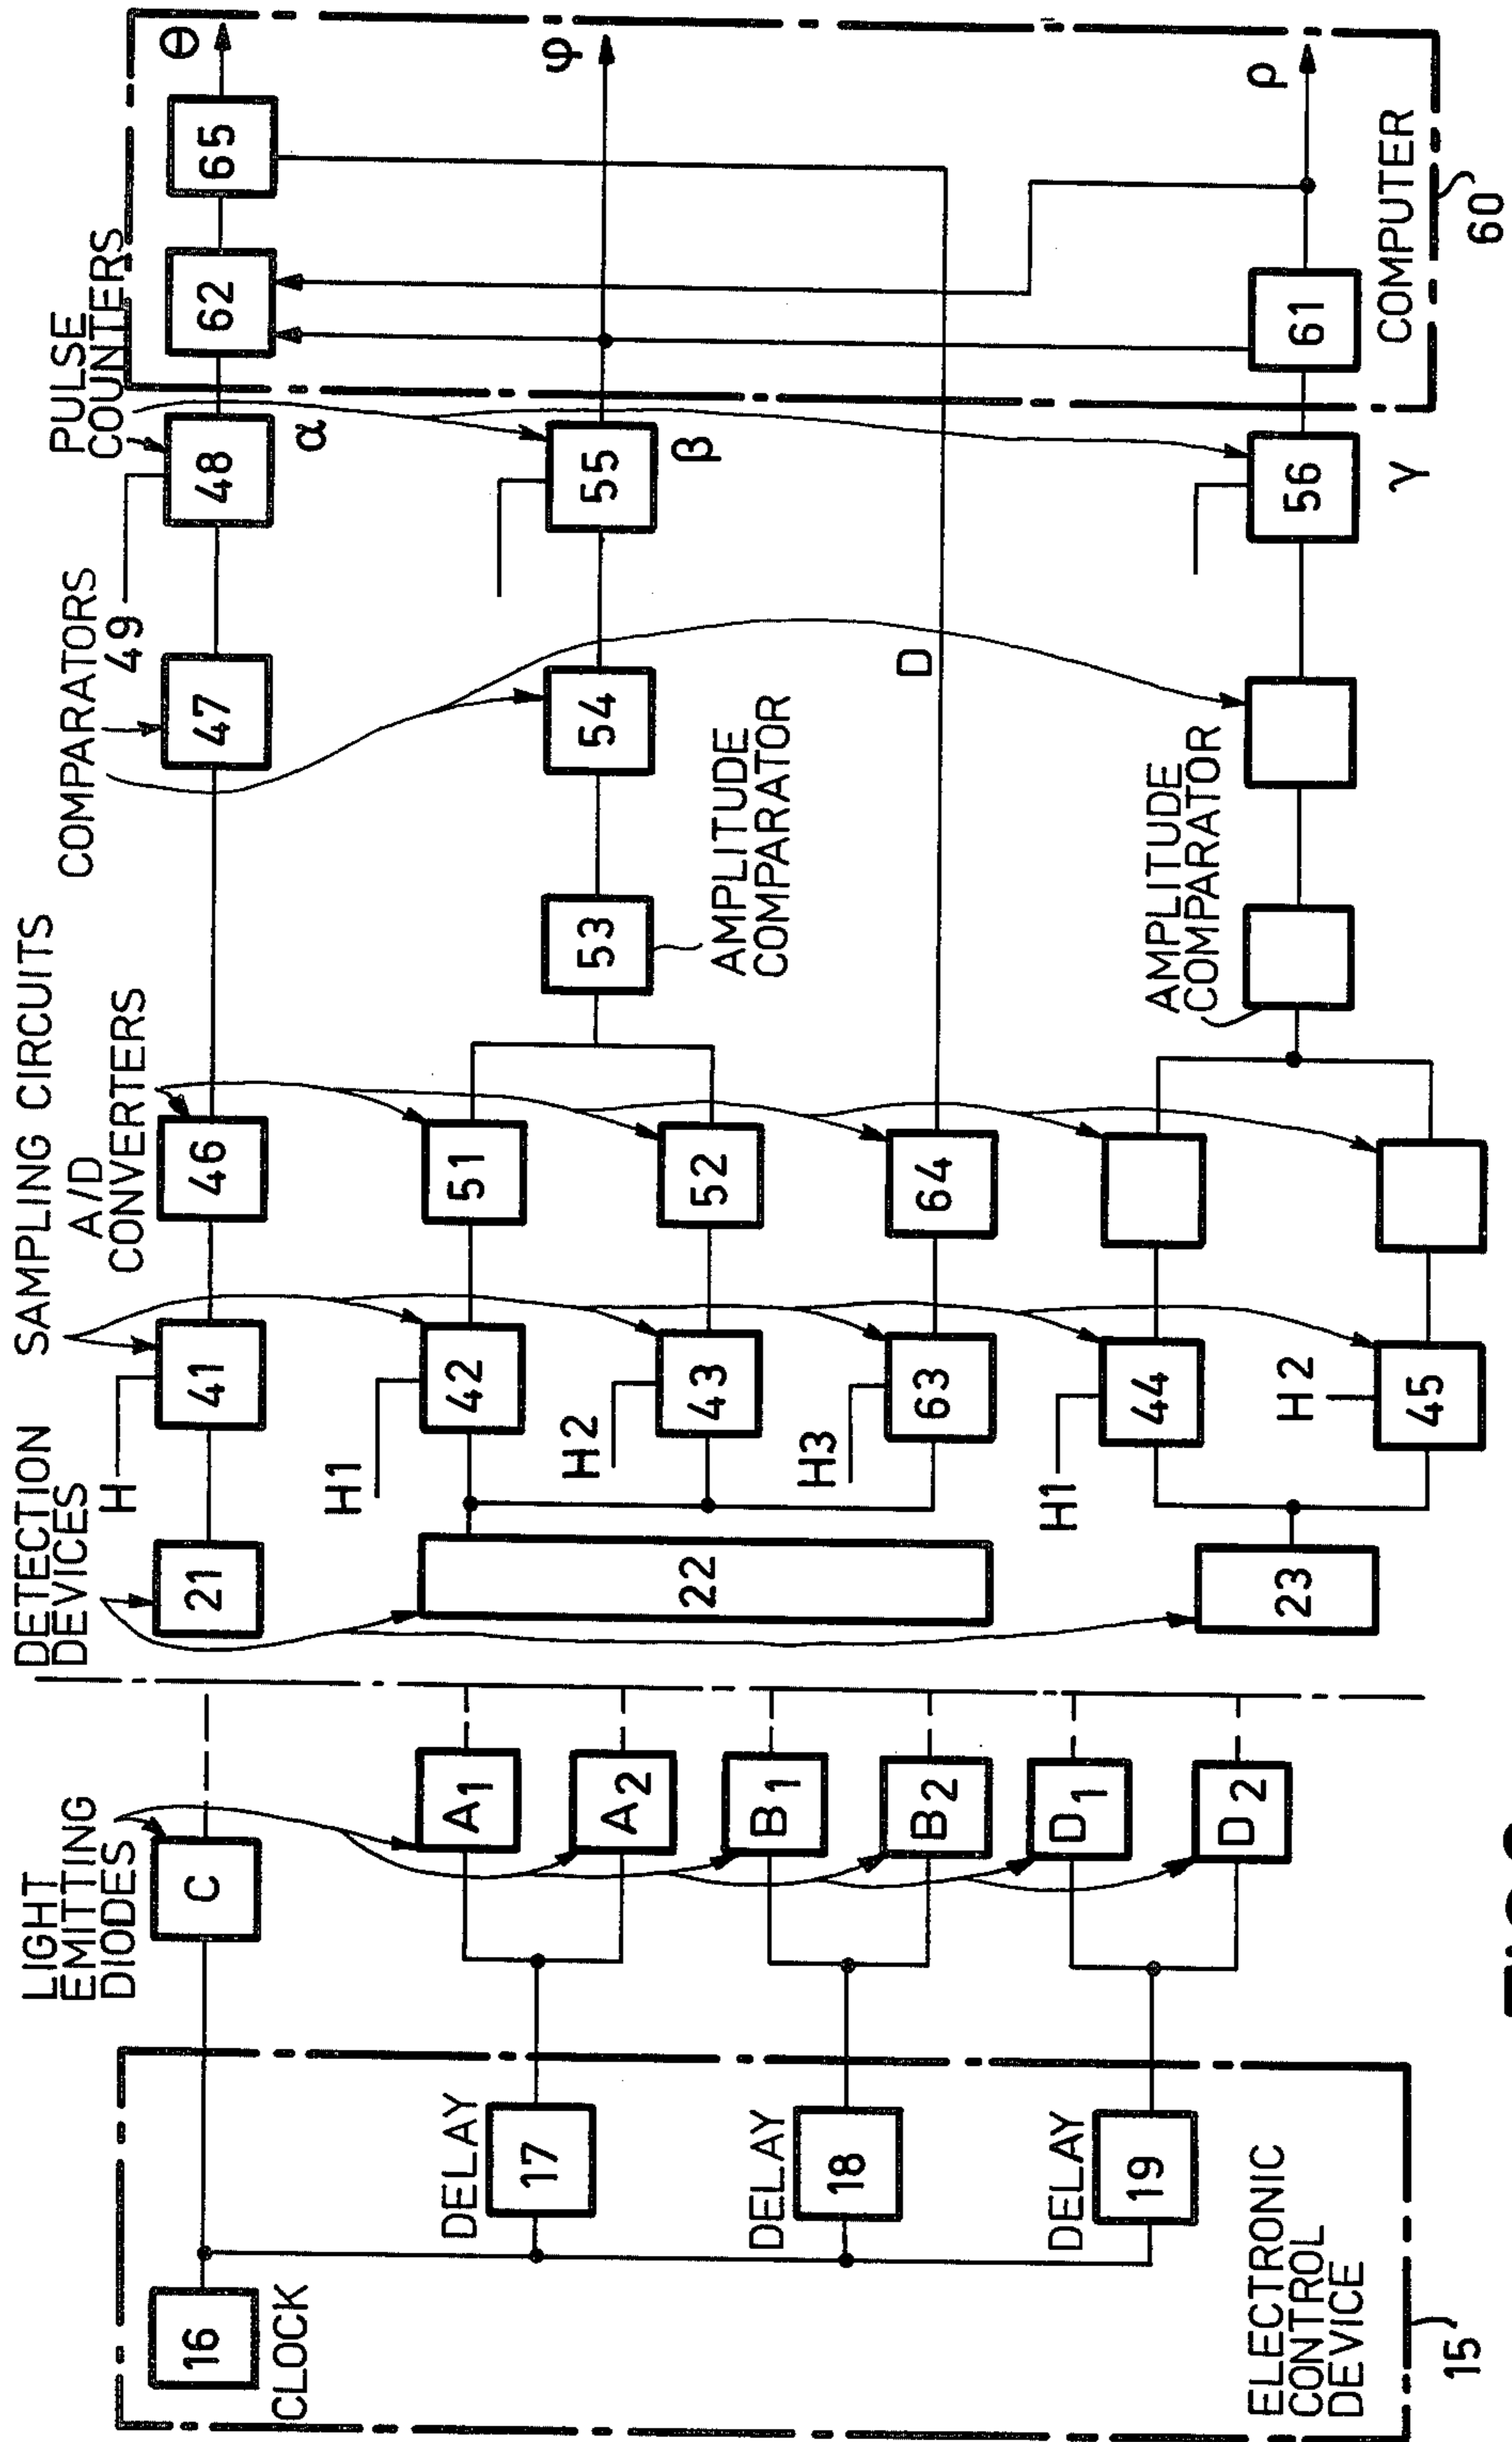 LIGHT
EMITTING
DIODES
DETECTION
DEVICES
SAMPLING CIRCUITS
A/D
CONVERTERS
COMPARATORS
PULSE
COUNTERS
16
CLOCK
C
21
H
41
46
47
49
48
α
62
65
θ
DELAY
17
A1
A2
22
H1
42
51
H2
43
52
53
AMPLITUDE
COMPARATOR
54
55
β
φ
DELAY
18
B1
B2
H3
63
64
D
DELAY
19
D1
D2
23
H1
44
H2
45
AMPLITUDE
COMPARATOR
56
γ
61
ρ
COMPUTER
60
ELECTRONIC
CONTROL
DEVICE
15